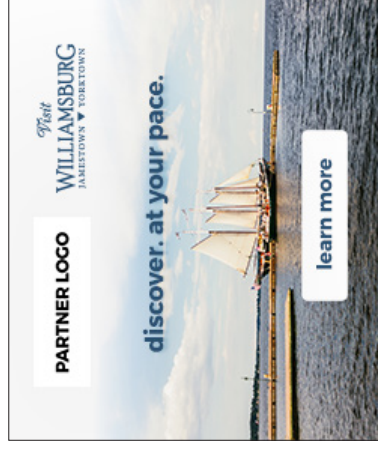 PARTNER LOGO
Visit
WILLIAMSBURG
JAMESTOWN ▼ YORKTOWN
discover. at your pace.
learn more